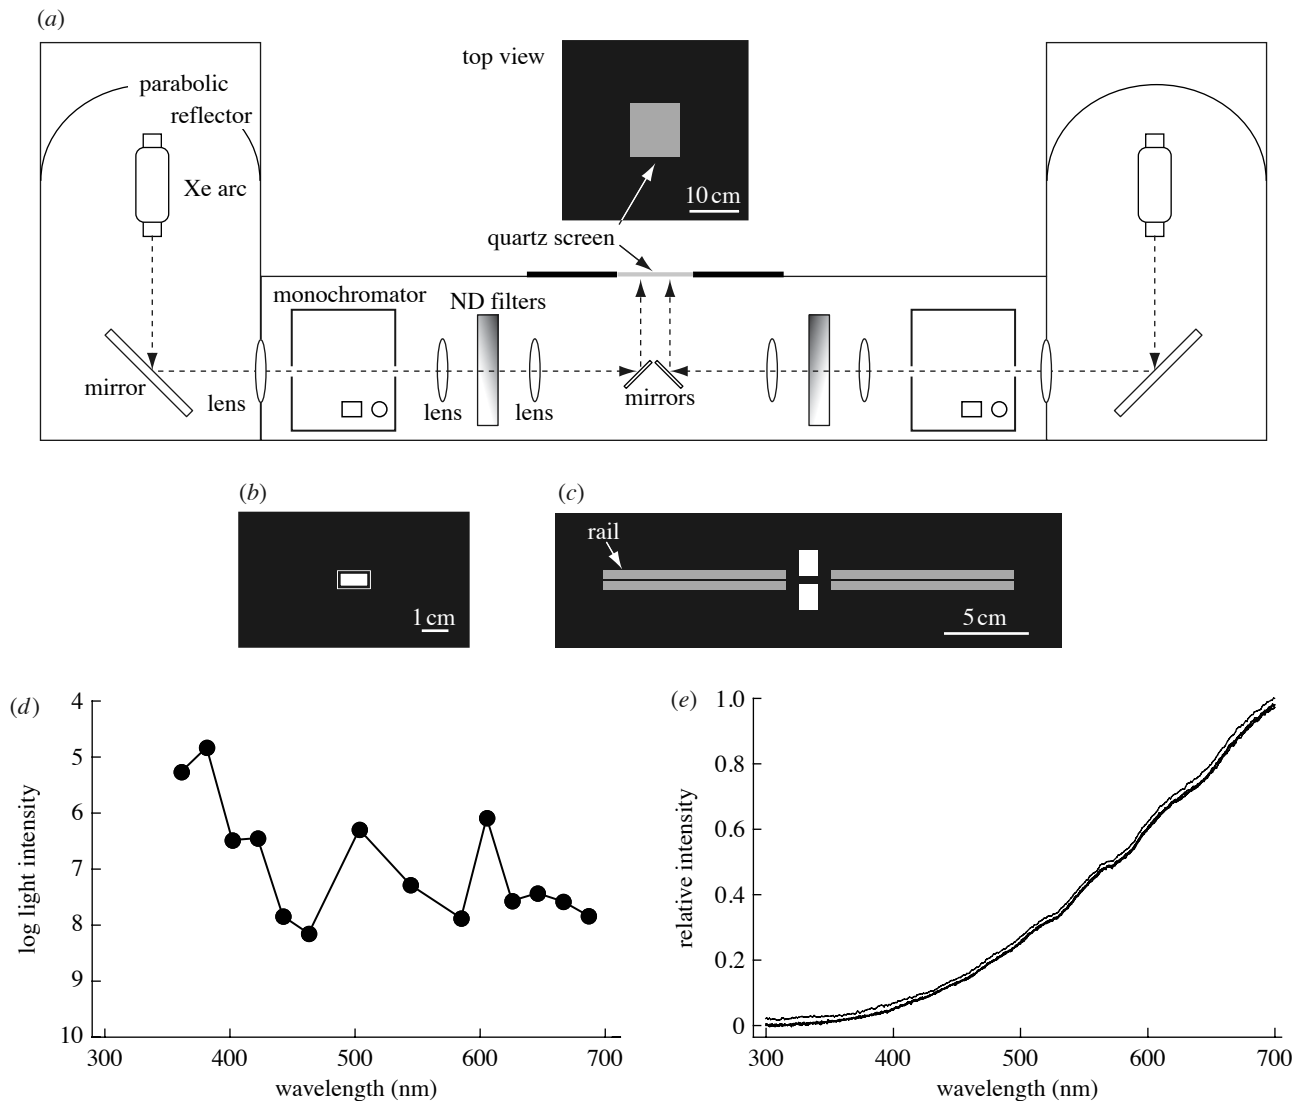 (a)
parabolic
reflector
Xe arc
mirror
lens
top view
10 cm
quartz screen
monochromator
ND filters
lens
lens
mirrors
(b)
1 cm
(c)
rail
5 cm
(d)
log light intensity
4
5
6
7
8
9
10
300 400 500 600 700
wavelength (nm)
(e)
relative intensity
1.0
0.8
0.6
0.4
0.2
0
300 400 500 600 700
wavelength (nm)